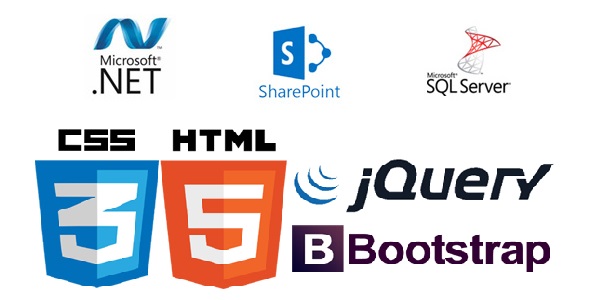 Microsoft®
.NET
S
SharePoint
Microsoft®
SQL Server®
CSS
HTML
3
5
jQuery
B Bootstrap